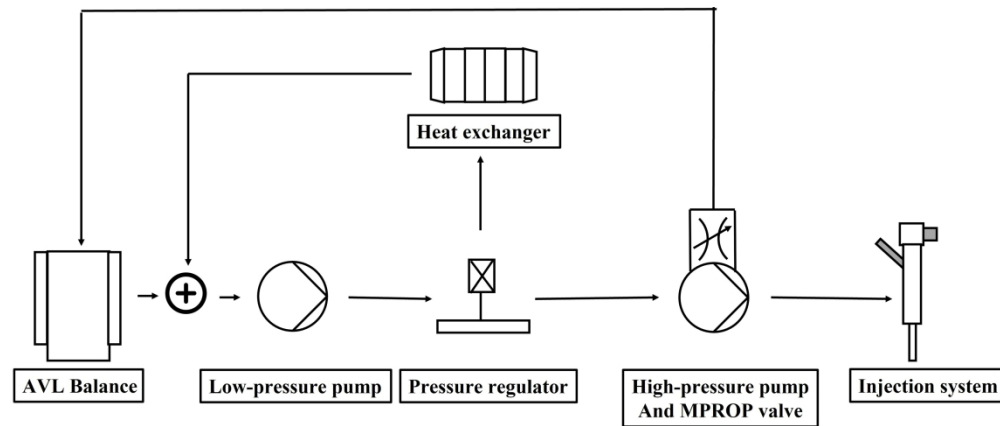 Heat exchanger
AVL Balance
Low-pressure pump
Pressure regulator
High-pressure pump
And MPROP valve
Injection system